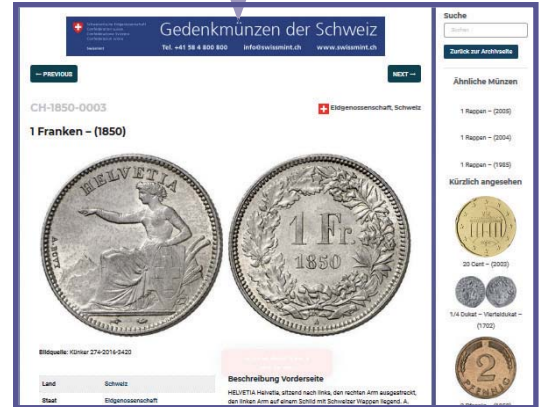 Gedenkmünzen der Schweiz
Tel. +41 58 4 800 800 info@swissmint.ch www.swissmint.ch
← PREVIOUS
NEXT →
CH-1850-0003
Eidgenossenschaft, Schweiz
1 Franken – (1850)
HELVETIA
A. BOVY
1 Fr.
1850
A
Bildquelle: Künker 274-2016-3420
Land Schweiz
Staat Eidgenossenschaft
Beschreibung Vorderseite
HELVETIA Helvetia, sitzend nach links, den rechten Arm ausgestreckt,
den linken Arm auf einem Schild mit Schweizer Wappen liegend. A.
Suche
Zurück zur Archivseite
Ähnliche Münzen
1 Rappen – (2005)
1 Rappen – (2004)
1 Rappen – (1985)
Kürzlich angesehen
20 Cent – (2003)
1/4 Dukat – Vierteldukat –
(1702)
2
PFENNIG